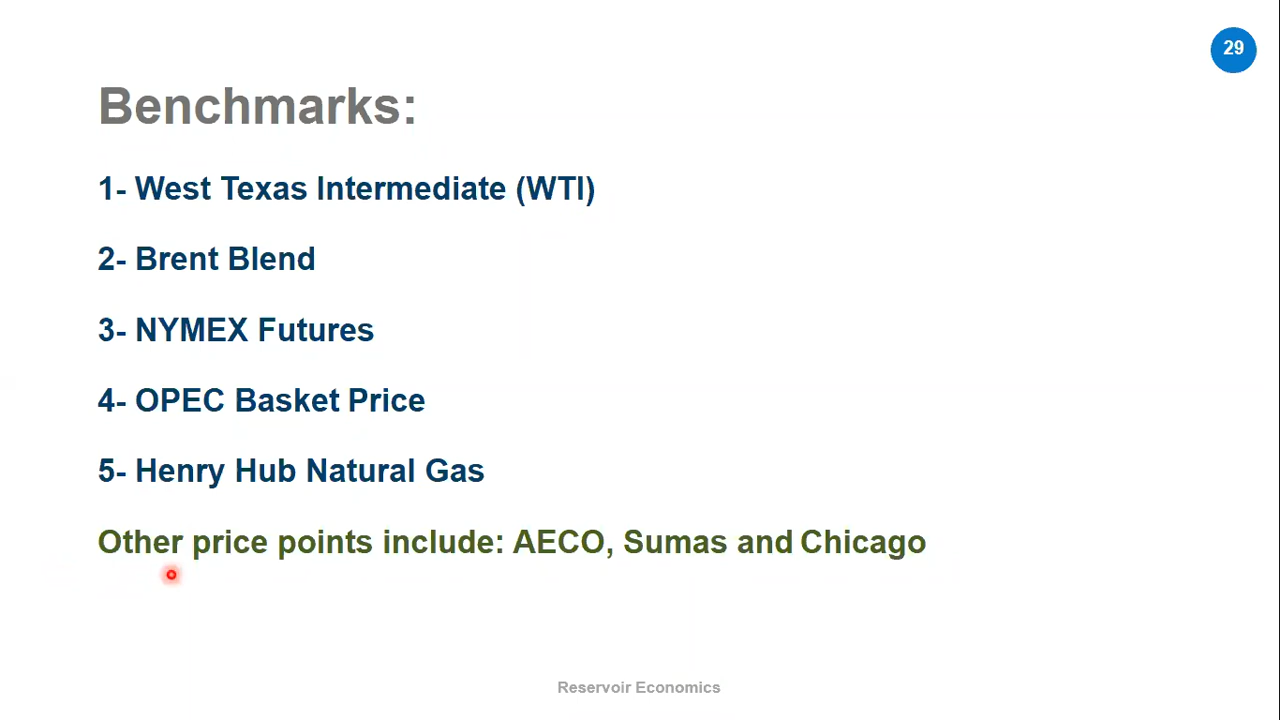 29
Benchmarks:
1- West Texas Intermediate (WTI)
2- Brent Blend
3- NYMEX Futures
4- OPEC Basket Price
5- Henry Hub Natural Gas
Other price points include: AECO, Sumas and Chicago
Reservoir Economics